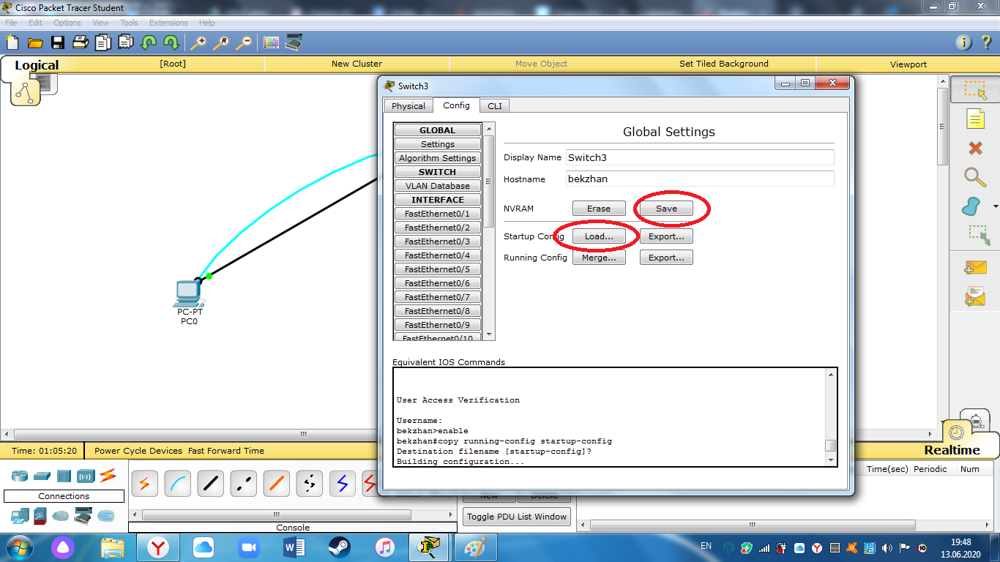 Cisco Packet Tracer Student
File Edit Options View Tools Extensions Help
Logical [Root] New Cluster Move Object Set Tiled Background Viewport
Switch3
Physical Config CLI
GLOBAL
Settings
Algorithm Settings
SWITCH
VLAN Database
INTERFACE
FastEthernet0/1
FastEthernet0/2
FastEthernet0/3
FastEthernet0/4
FastEthernet0/5
FastEthernet0/6
FastEthernet0/7
FastEthernet0/8
FastEthernet0/9
FastEthernet0/10
Global Settings
Display Name Switch3
Hostname bekzhan
NVRAM Erase Save
Startup Config Load... Export...
Running Config Merge... Export...
Equivalent IOS Commands
User Access Verification
Username:
bekzhan>enable
bekzhan#copy running-config startup-config
Destination filename [startup-config]?
Building configuration...
PC-PT
PC0
Time: 01:05:20 Power Cycle Devices Fast Forward Time Realtime
Connections
Console
New Delete
Toggle PDU List Window
Time(sec) Periodic Num
EN
19:48
13.06.2020